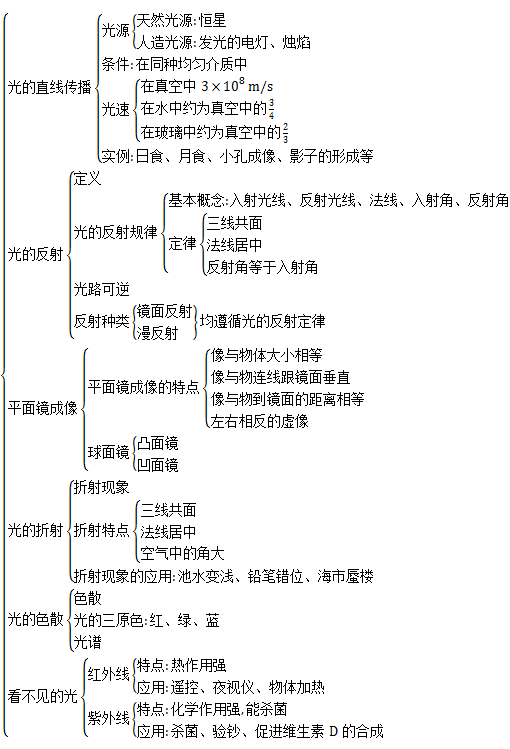 天然光源:恒星
光源
人造光源:发光的电灯、烛焰
条件:在同种均匀介质中
光的直线传播
在真空中 3×10⁸ m/s
光速
在水中约为真空中的3/4
在玻璃中约为真空中的2/3
实例:日食、月食、小孔成像、影子的形成等
定义
基本概念:入射光线、反射光线、法线、入射角、反射角
光的反射规律
三线共面
定律
法线居中
光的反射
反射角等于入射角
光路可逆
镜面反射
反射种类
均遵循光的反射定律
漫反射
像与物体大小相等
像与物连线跟镜面垂直
平面镜成像的特点
像与物到镜面的距离相等
平面镜成像
左右相反的虚像
凸面镜
球面镜
凹面镜
折射现象
三线共面
光的折射
折射特点
法线居中
空气中的角大
折射现象的应用:池水变浅、铅笔错位、海市蜃楼
色散
光的色散
光的三原色:红、绿、蓝
光谱
特点:热作用强
红外线
应用:遥控、夜视仪、物体加热
看不见的光
特点:化学作用强,能杀菌
紫外线
应用:杀菌、验钞、促进维生素 D 的合成